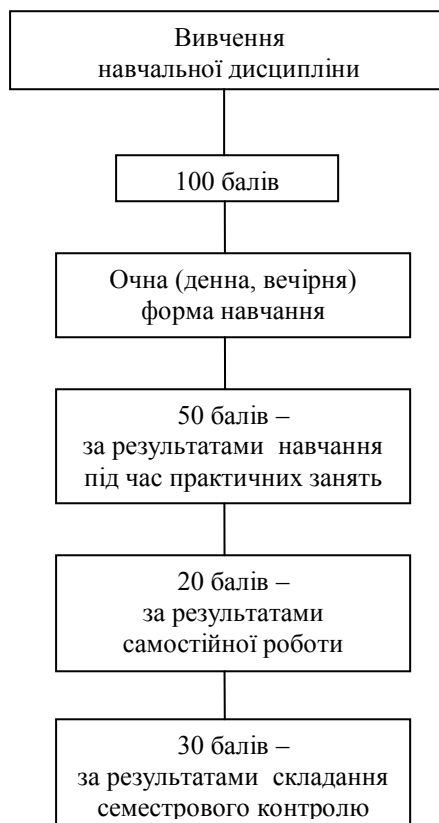 Вивчення
навчальної дисципліни
100 балів
Очна (денна, вечірня)
форма навчання
50 балів –
за результатами навчання
під час практичних занять
20 балів –
за результатами
самостійної роботи
30 балів –
за результатами складання
семестрового контролю